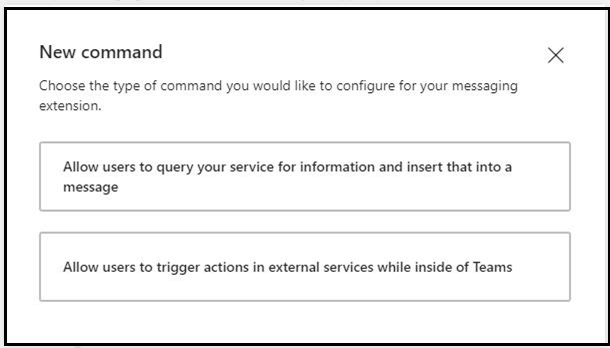 New command
Choose the type of command you would like to configure for your messaging
extension.
Allow users to query your service for information and insert that into a
message
Allow users to trigger actions in external services while inside of Teams